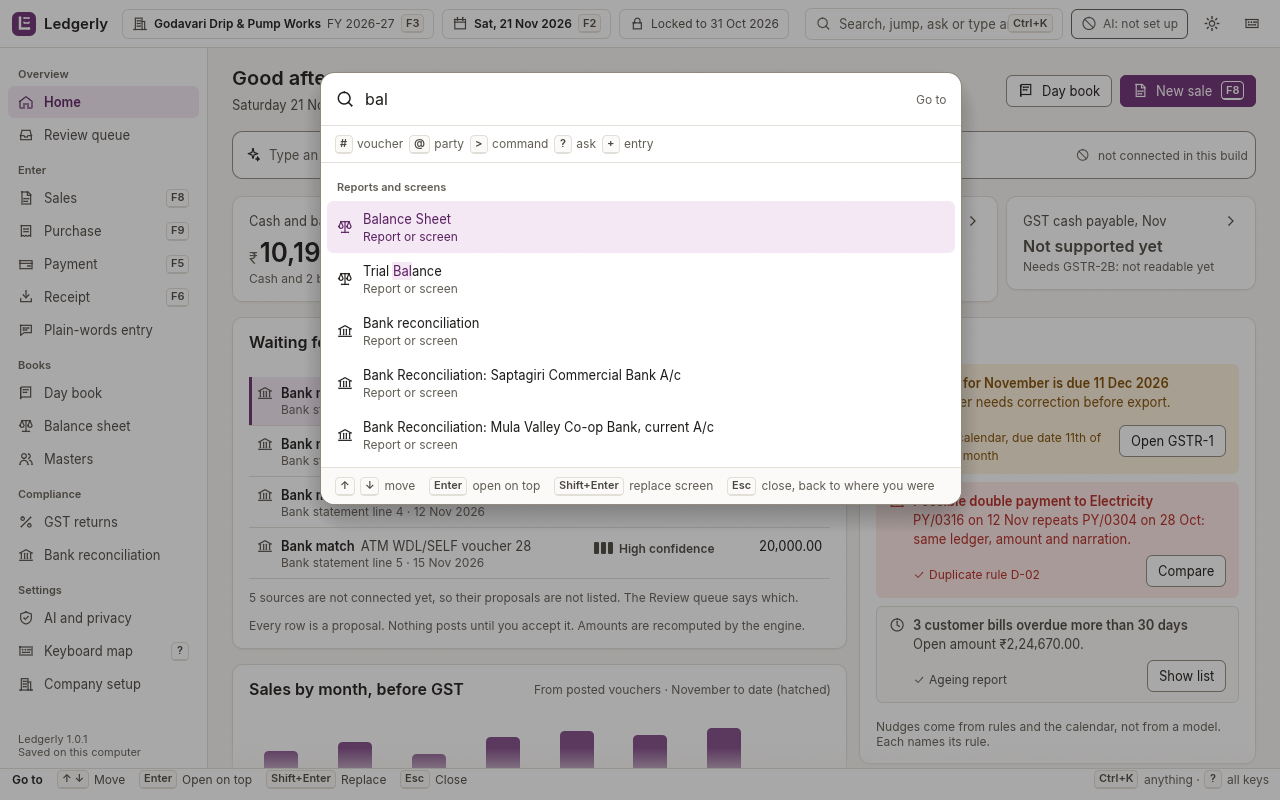 Ledgerly
Godavari Drip & Pump Works FY 2026-27 F3
Sat, 21 Nov 2026 F2
Locked to 31 Oct 2026
Search, jump, ask or type a Ctrl+K
AI: not set up
Overview
Home
Review queue
Enter
Sales F8
Purchase F9
Payment F5
Receipt F6
Plain-words entry
Books
Day book
Balance sheet
Masters
Compliance
GST returns
Bank reconciliation
Settings
AI and privacy
Keyboard map ?
Company setup
Ledgerly 1.0.1
Saved on this computer
Good afte
Saturday 21 No
Day book
New sale F8
Type an
not connected in this build
Cash and b
₹10,19
Cash and 2 b
GST cash payable, Nov
Not supported yet
Needs GSTR-2B: not readable yet
bal
Go to
# voucher @ party > command ? ask + entry
Reports and screens
Balance Sheet
Report or screen
Trial Balance
Report or screen
Bank reconciliation
Report or screen
Bank Reconciliation: Saptagiri Commercial Bank A/c
Report or screen
Bank Reconciliation: Mula Valley Co-op Bank, current A/c
Report or screen
↑ ↓ move Enter open on top Shift+Enter replace screen Esc close, back to where you were
Waiting fo
Bank m
Bank st
Bank m
Bank st
Bank m
Bank statement line 4 · 12 Nov 2026
Bank match ATM WDL/SELF voucher 28
High confidence
20,000.00
Bank statement line 5 · 15 Nov 2026
5 sources are not connected yet, so their proposals are not listed. The Review queue says which.
Every row is a proposal. Nothing posts until you accept it. Amounts are recomputed by the engine.
Sales by month, before GST
From posted vouchers · November to date (hatched)
for November is due 11 Dec 2026
er needs correction before export.
calendar, due date 11th of
month
Open GSTR-1
double payment to Electricity
PY/0316 on 12 Nov repeats PY/0304 on 28 Oct:
same ledger, amount and narration.
Duplicate rule D-02
Compare
3 customer bills overdue more than 30 days
Open amount ₹2,24,670.00.
Ageing report
Show list
Nudges come from rules and the calendar, not from a model.
Each names its rule.
Go to ↑↓ Move Enter Open on top Shift+Enter Replace Esc Close
Ctrl+K anything · ? all keys